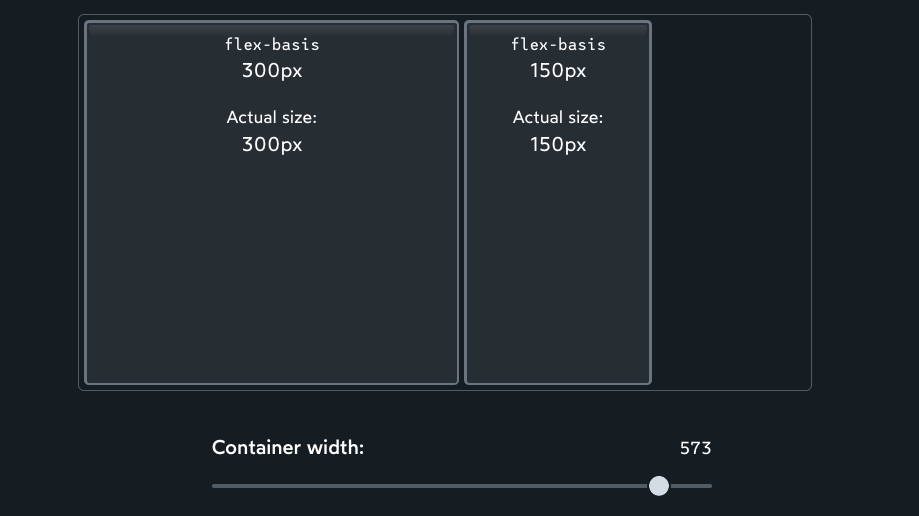 flex-basis
300px
Actual size:
300px
flex-basis
150px
Actual size:
150px
Container width: 573